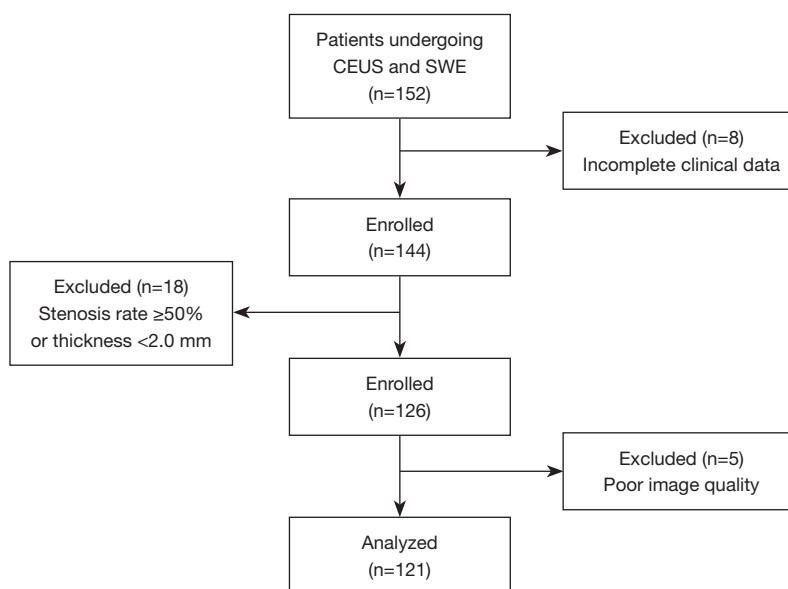 Patients undergoing
CEUS and SWE
(n=152)
Excluded (n=8)
Incomplete clinical data
Enrolled
(n=144)
Excluded (n=18)
Stenosis rate ≥50%
or thickness <2.0 mm
Enrolled
(n=126)
Excluded (n=5)
Poor image quality
Analyzed
(n=121)